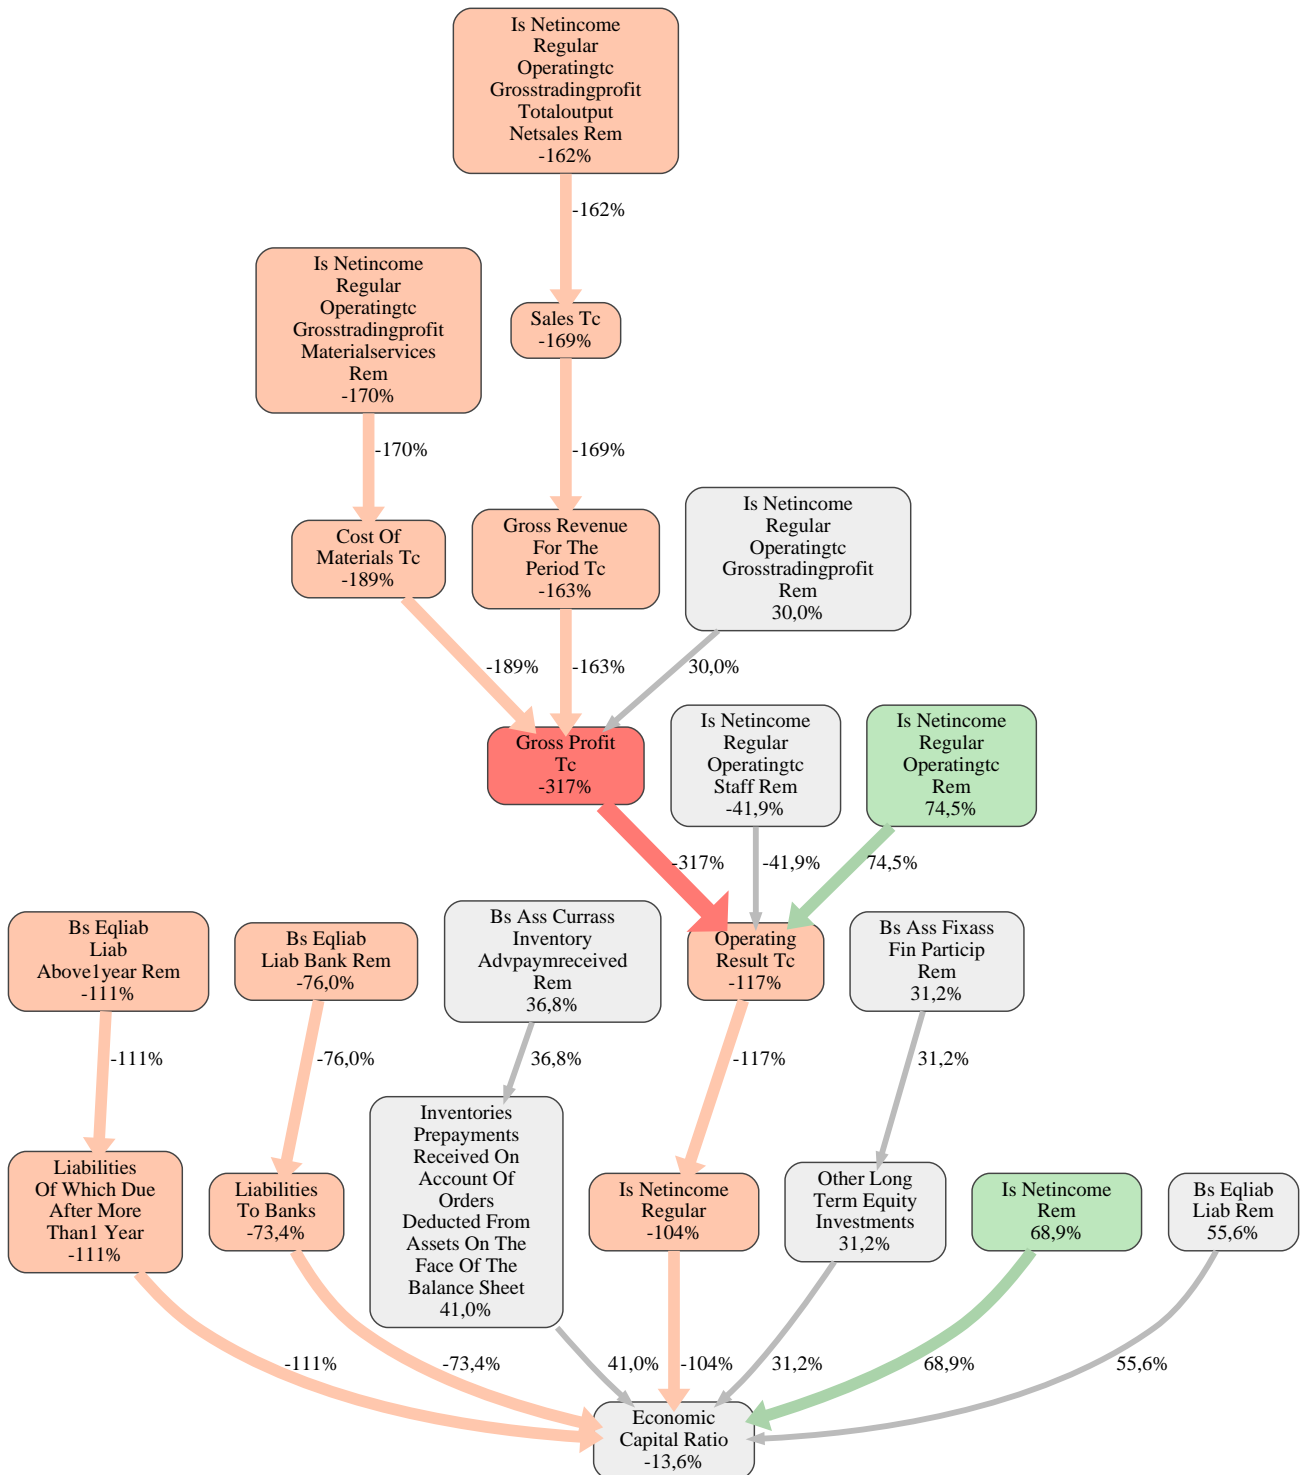 Is Netincome
Regular
Operatingtc
Grosstradingprofit
Totaloutput
Netsales Rem
-162%
-162%
Is Netincome
Regular
Operatingtc
Grosstradingprofit
Materialservices
Rem
-170%
Sales Tc
-169%
-170%
-169%
Is Netincome
Regular
Operatingtc
Grosstradingprofit
Rem
30,0%
Cost Of
Materials Tc
-189%
Gross Revenue
For The
Period Tc
-163%
-189%
-163%
30,0%
Gross Profit
Tc
-317%
Is Netincome
Regular
Operatingtc
Staff Rem
-41,9%
Is Netincome
Regular
Operatingtc
Rem
74,5%
-317%
-41,9%
74,5%
Bs Eqliab
Liab
Above1year Rem
-111%
Bs Eqliab
Liab Bank Rem
-76,0%
Bs Ass Currass
Inventory
Advpaymreceived
Rem
36,8%
Operating
Result Tc
-117%
Bs Ass Fixass
Fin Particip
Rem
31,2%
-111%
-76,0%
36,8%
-117%
31,2%
Liabilities
Of Which Due
After More
Than1 Year
-111%
Liabilities
To Banks
-73,4%
Inventories
Prepayments
Received On
Account Of
Orders
Deducted From
Assets On The
Face Of The
Balance Sheet
41,0%
Is Netincome
Regular
-104%
Other Long
Term Equity
Investments
31,2%
Is Netincome
Rem
68,9%
Bs Eqliab
Liab Rem
55,6%
-111%
-73,4%
41,0%
-104%
31,2%
68,9%
55,6%
Economic
Capital Ratio
-13,6%